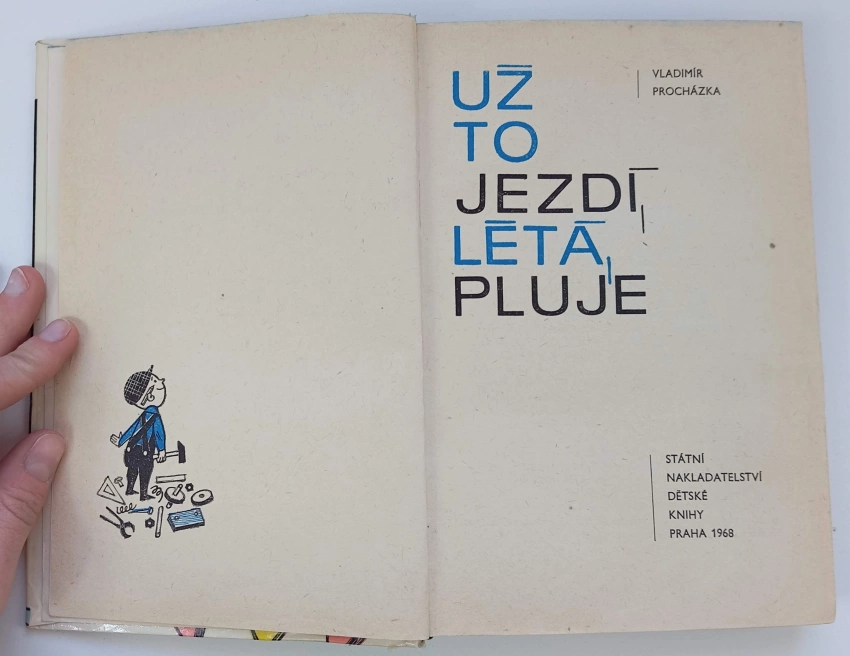 UŽ
TO
JEZDÍ,
LÉTÁ,
PLUJE
VLADIMÍR
PROCHÁZKA
STÁTNÍ
NAKLADATELSTVÍ
DĚTSKÉ
KNIHY
PRAHA 1968